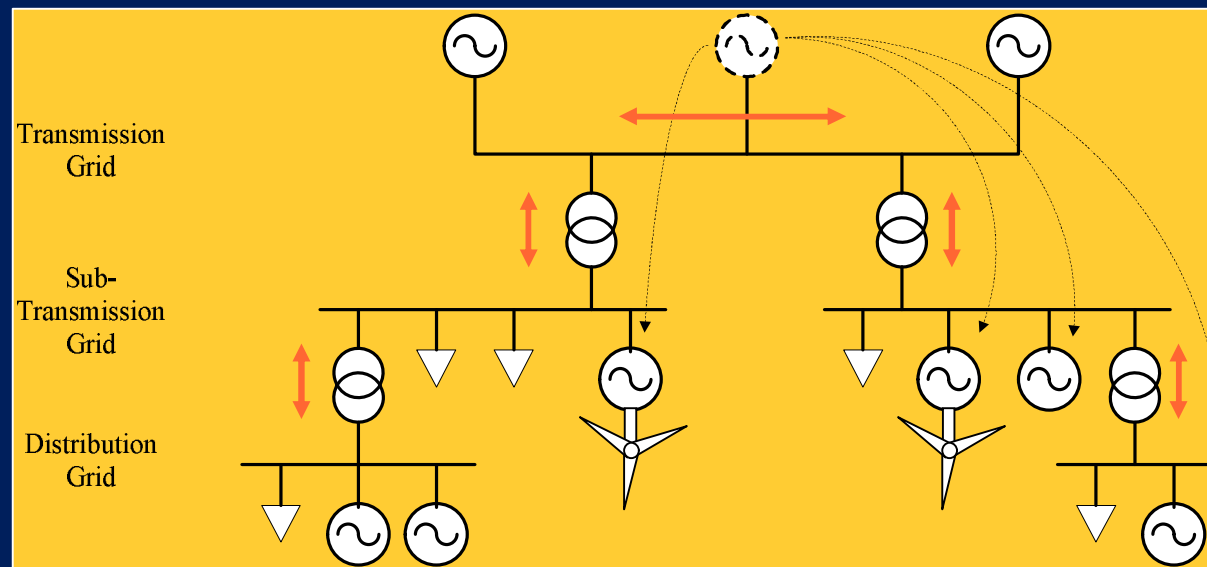 Transmission
Grid
Sub-
Transmission
Grid
Distribution
Grid